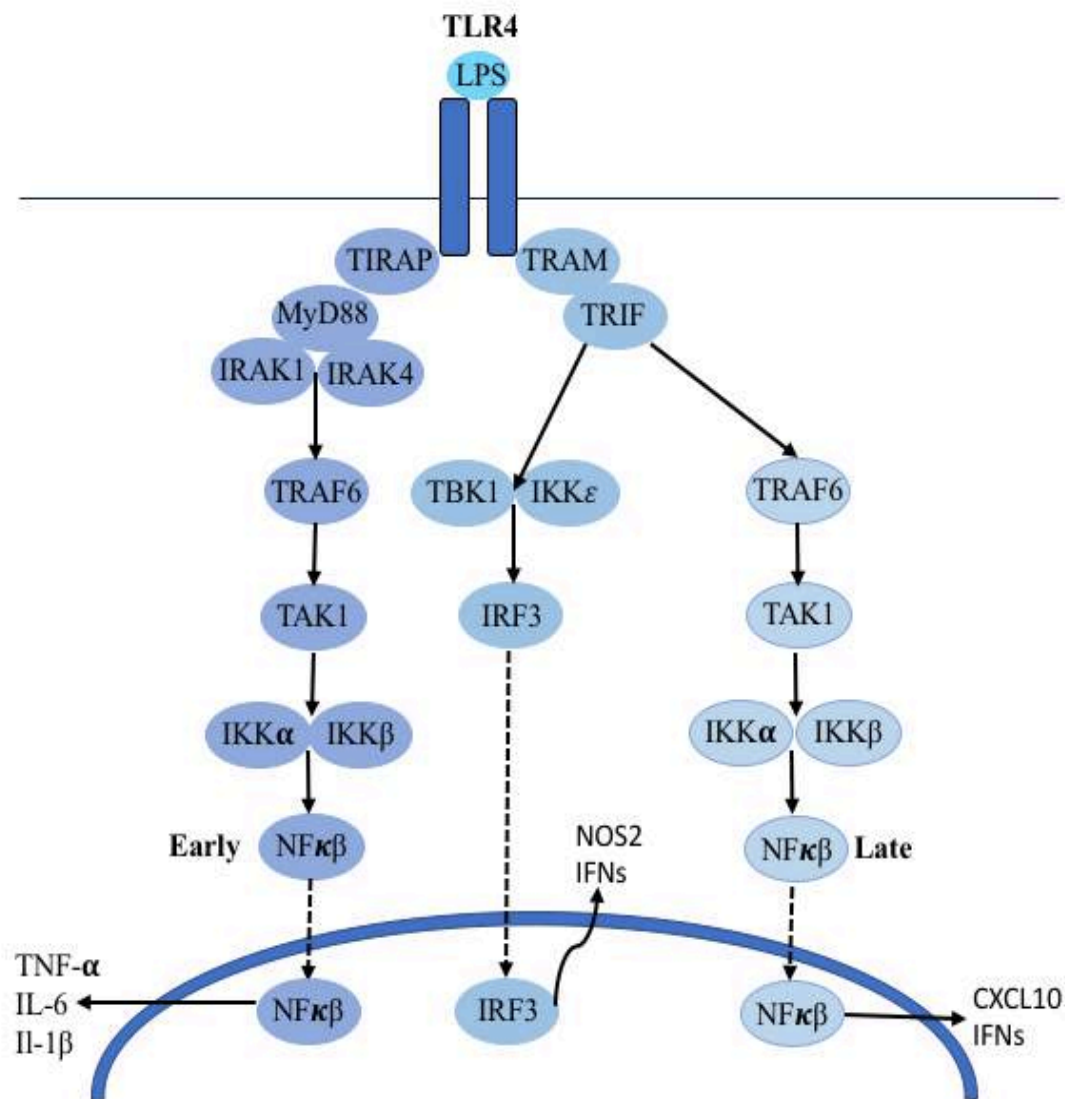 TLR4
LPS
TIRAP
TRAM
MyD88
TRIF
IRAK1
IRAK4
TRAF6
TBK1
IKKε
TRAF6
TAK1
IRF3
TAK1
IKKα
IKKβ
IKKα
IKKβ
Early
NFκβ
NOS2
IFNs
NFκβ
Late
TNF-α
IL-6
Il-1β
NFκβ
IRF3
NFκβ
CXCL10
IFNs